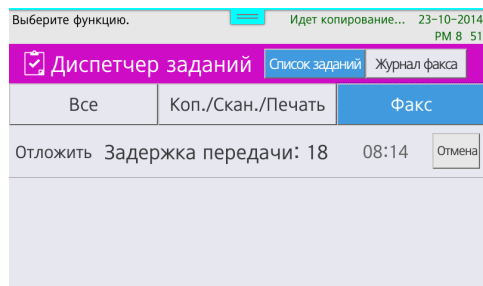 Выберите функцию.
Идет копирование... 23-10-2014
PM 8 51
Диспетчер заданий Список заданий Журнал факса
Все Коп./Скан./Печать Факс
Отложить Задержка передачи: 18 08:14 Отмена